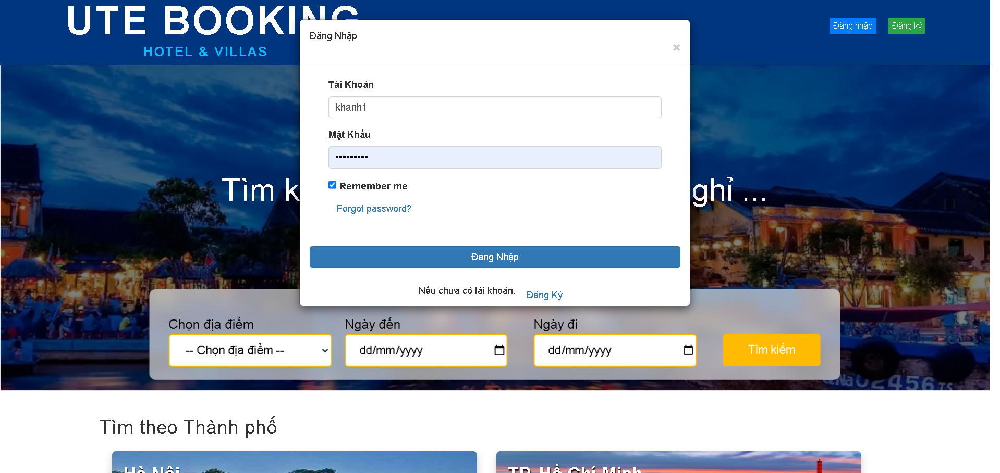 UTE BOOKING
HOTEL & VILLAS
Đăng nhập
Đăng ký
Đăng Nhập
×
Tài Khoản
khanh1
Mật Khẩu
•••••••••
Remember me
Forgot password?
Đăng Nhập
Nếu chưa có tài khoản,
Đăng Ký
Tìm k
ghỉ ...
Chọn địa điểm
Ngày đến
Ngày đi
-- Chọn địa điểm --
dd/mm/yyyy
dd/mm/yyyy
Tìm kiếm
Tìm theo Thành phố
Hà Nội
TP. Hồ Chí Minh